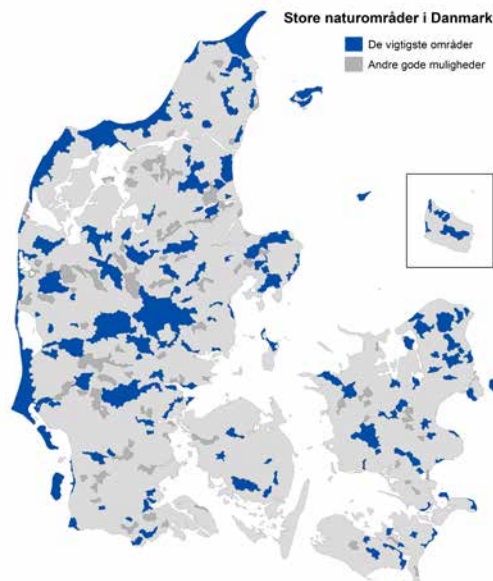 Store naturområder i Danmark
De vigtigste områder
Andre gode muligheder